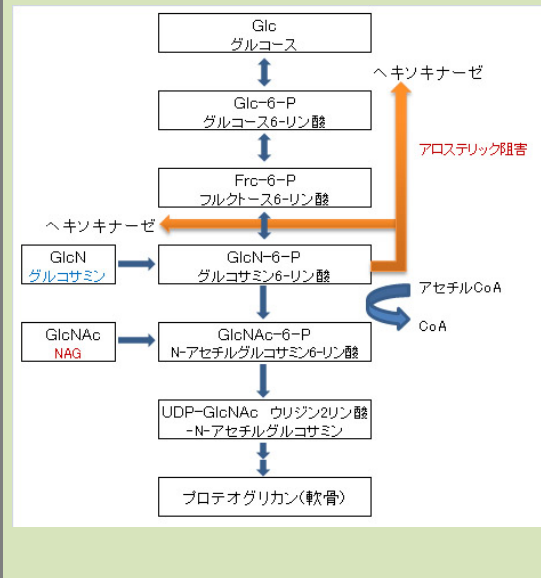 Glc
グルコース
ヘキソキナーゼ
Glc-6-P
グルコース6-リン酸
アロステリック阻害
Frc-6-P
フルクトース6-リン酸
ヘキソキナーゼ
GlcN
グルコサミン
GlcN-6-P
グルコサミン6-リン酸
アセチルCoA
CoA
GlcNAc
NAG
GlcNAc-6-P
N-アセチルグルコサミン6-リン酸
UDP-GlcNAc ウリジン2リン酸
-N-アセチルグルコサミン
プロテオグリカン(軟骨)